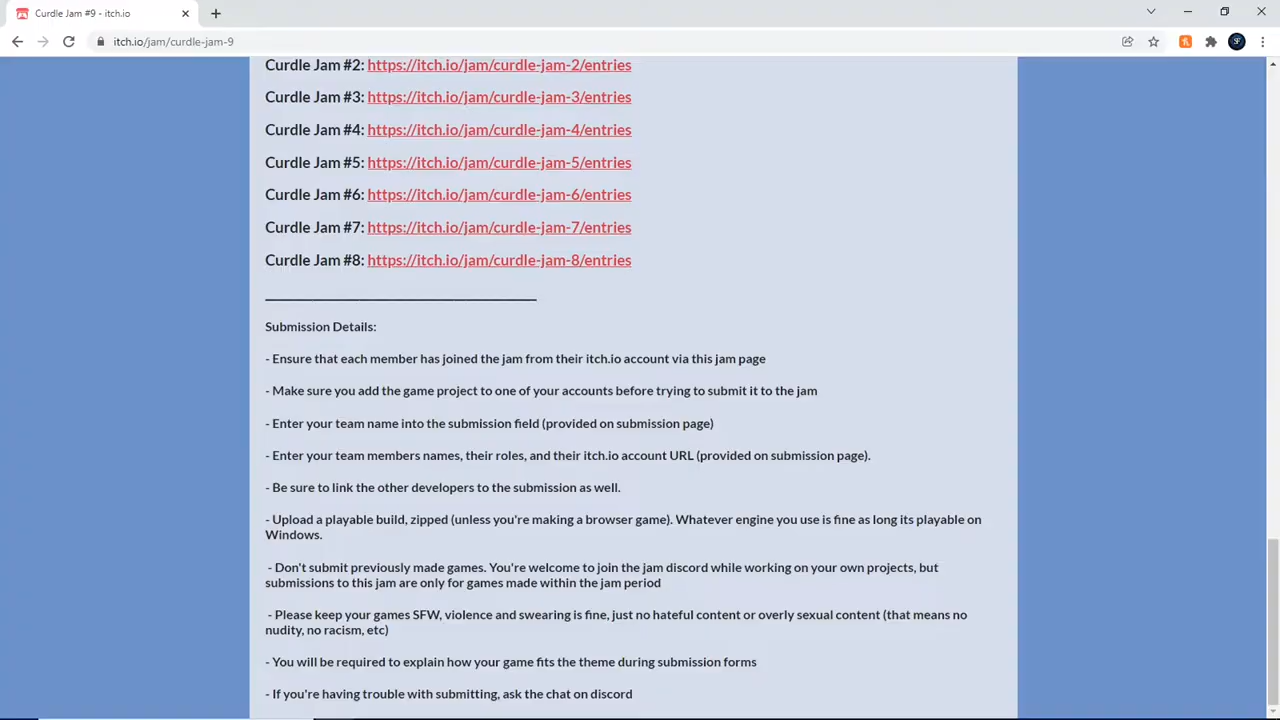 Curdle Jam #9 - itch.io
itch.io/jam/curdle-jam-9
Curdle Jam #2: https://itch.io/jam/curdle-jam-2/entries
Curdle Jam #3: https://itch.io/jam/curdle-jam-3/entries
Curdle Jam #4: https://itch.io/jam/curdle-jam-4/entries
Curdle Jam #5: https://itch.io/jam/curdle-jam-5/entries
Curdle Jam #6: https://itch.io/jam/curdle-jam-6/entries
Curdle Jam #7: https://itch.io/jam/curdle-jam-7/entries
Curdle Jam #8: https://itch.io/jam/curdle-jam-8/entries
Submission Details:
- Ensure that each member has joined the jam from their itch.io account via this jam page
- Make sure you add the game project to one of your accounts before trying to submit it to the jam
- Enter your team name into the submission field (provided on submission page)
- Enter your team members names, their roles, and their itch.io account URL (provided on submission page).
- Be sure to link the other developers to the submission as well.
- Upload a playable build, zipped (unless you're making a browser game). Whatever engine you use is fine as long its playable on
Windows.
- Don't submit previously made games. You're welcome to join the jam discord while working on your own projects, but
submissions to this jam are only for games made within the jam period
- Please keep your games SFW, violence and swearing is fine, just no hateful content or overly sexual content (that means no
nudity, no racism, etc)
- You will be required to explain how your game fits the theme during submission forms
- If you're having trouble with submitting, ask the chat on discord